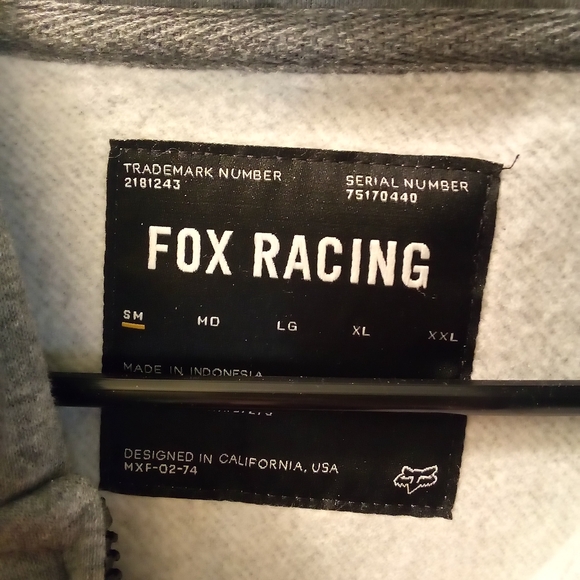 TRADEMARK NUMBER
2181243
SERIAL NUMBER
75170440
FOX RACING
SM MD LG XL XXL
MADE IN INDONESIA
DESIGNED IN CALIFORNIA, USA
MXF-02-74